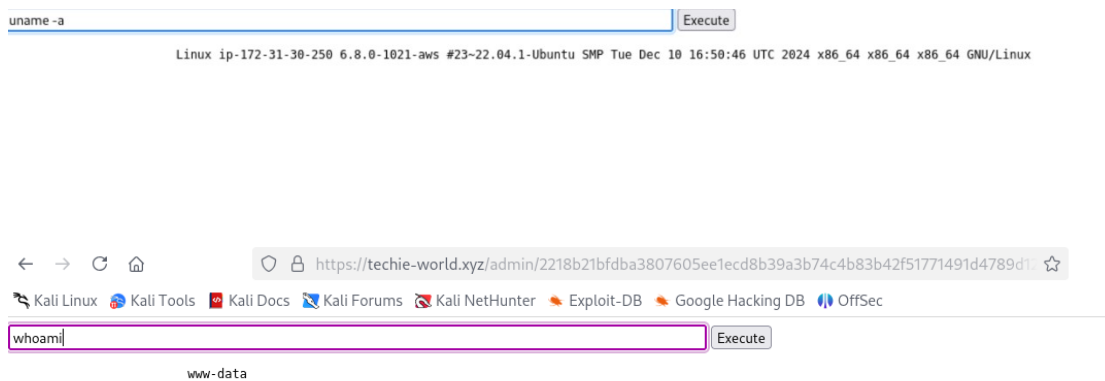 uname -a Execute
Linux ip-172-31-30-250 6.8.0-1021-aws #23~22.04.1-Ubuntu SMP Tue Dec 10 16:50:46 UTC 2024 x86_64 x86_64 x86_64 GNU/Linux
https://techie-world.xyz/admin/2218b21bfdba3807605ee1ecd8b39a3b74c4b83b42f51771491d4789d1
Kali Linux Kali Tools Kali Docs Kali Forums Kali NetHunter Exploit-DB Google Hacking DB OffSec
whoami Execute
www-data